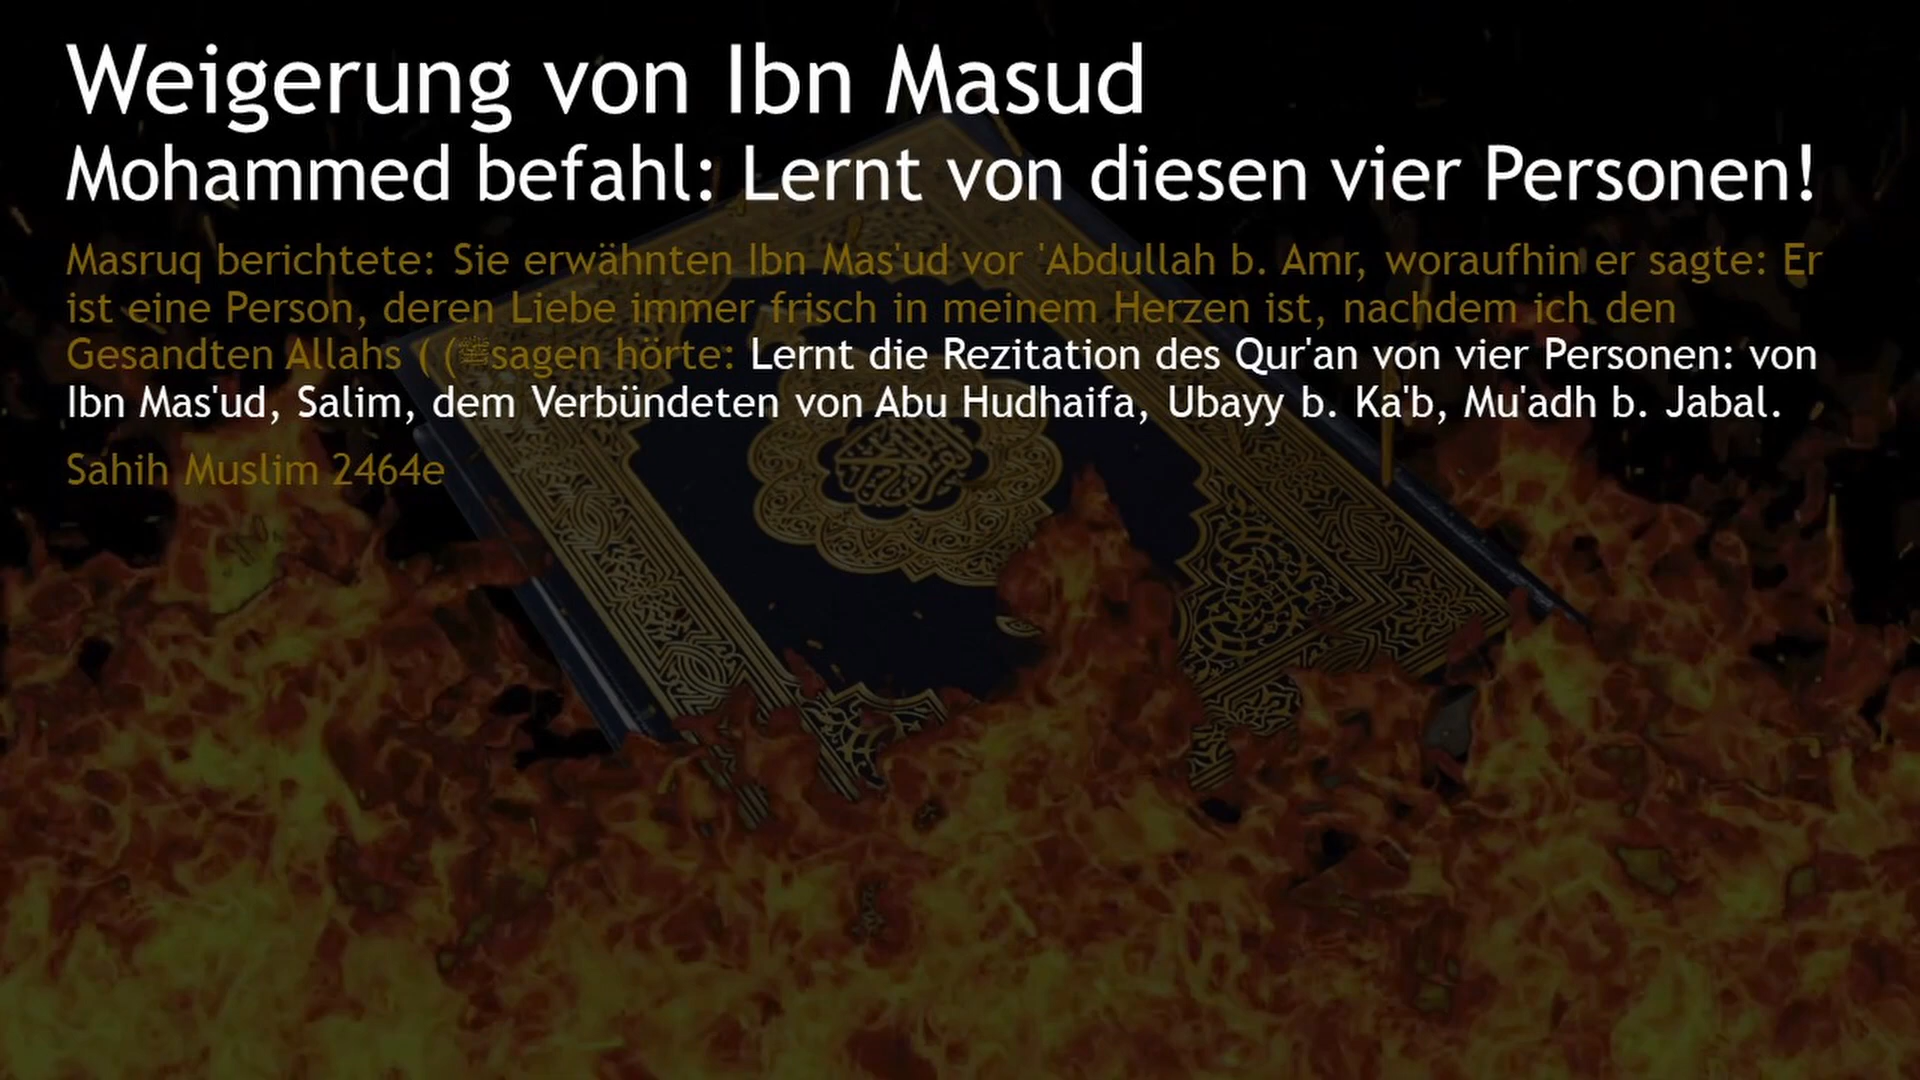 Weigerung von Ibn Masud
Mohammed befahl: Lernt von diesen vier Personen!
Masruq berichtete: Sie erwähnten Ibn Mas'ud vor 'Abdullah b. Amr, woraufhin er sagte: Er
ist eine Person, deren Liebe immer frisch in meinem Herzen ist, nachdem ich den
Gesandten Allahs ( (ﷺsagen hörte: Lernt die Rezitation des Qur'an von vier Personen: von
Ibn Mas'ud, Salim, dem Verbündeten von Abu Hudhaifa, Ubayy b. Ka'b, Mu'adh b. Jabal.
Sahih Muslim 2464e